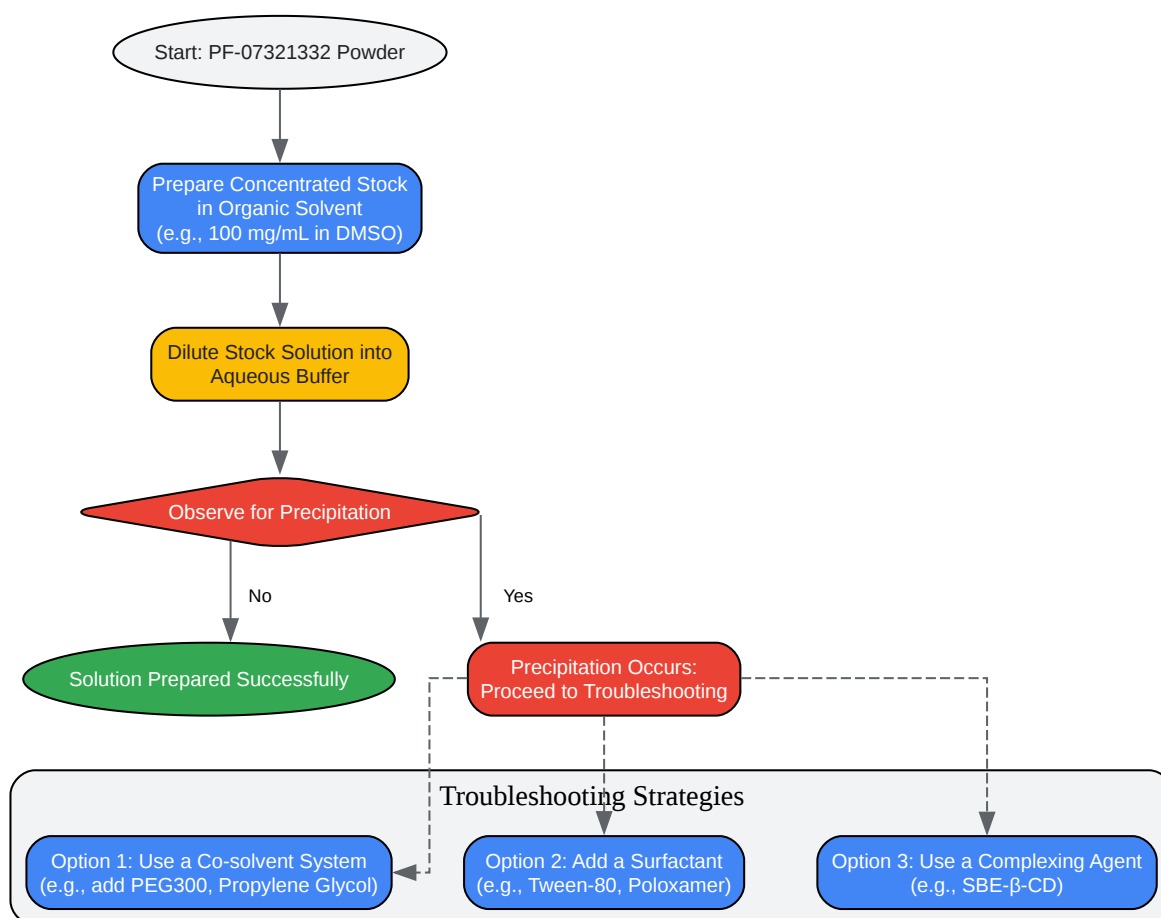 Start: PF-07321332 Powder
Prepare Concentrated Stock
in Organic Solvent
(e.g., 100 mg/mL in DMSO)
Dilute Stock Solution into
Aqueous Buffer
Observe for Precipitation
No
Yes
Solution Prepared Successfully
Precipitation Occurs:
Proceed to Troubleshooting
Troubleshooting Strategies
Option 1: Use a Co-solvent System
(e.g., add PEG300, Propylene Glycol)
Option 2: Add a Surfactant
(e.g., Tween-80, Poloxamer)
Option 3: Use a Complexing Agent
(e.g., SBE-β-CD)